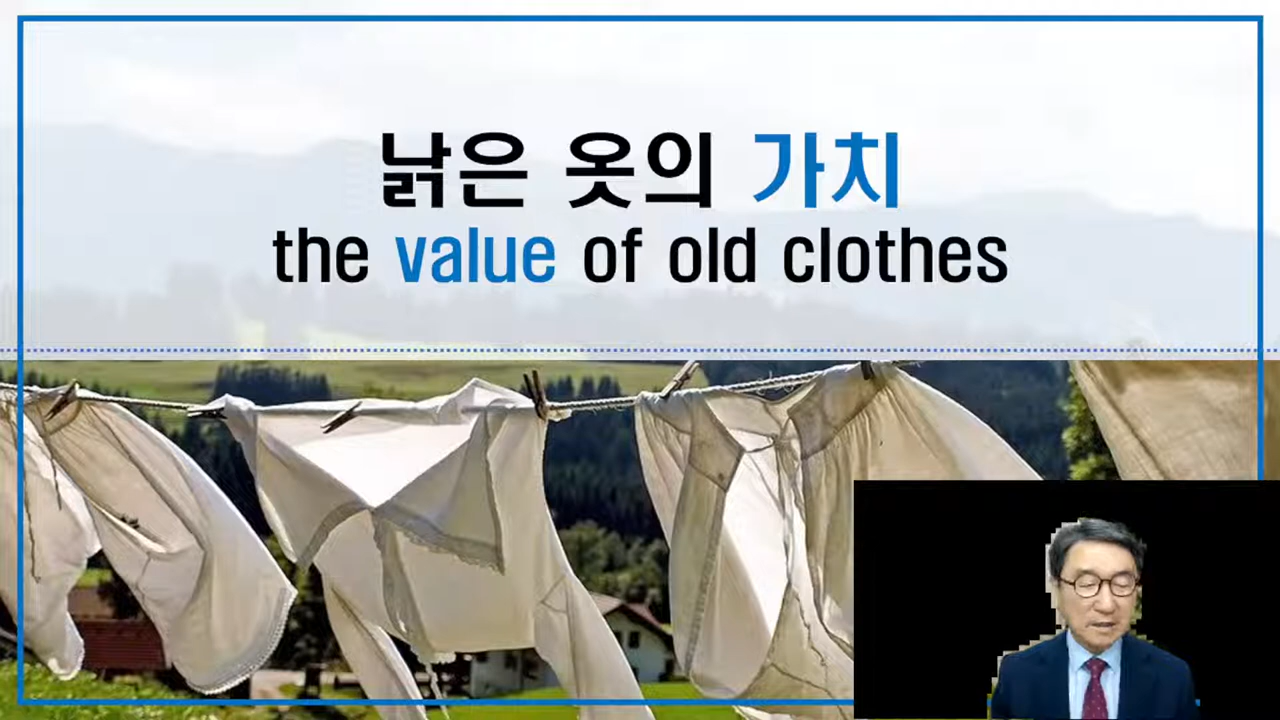 낡은 옷의 가치
the value of old clothes